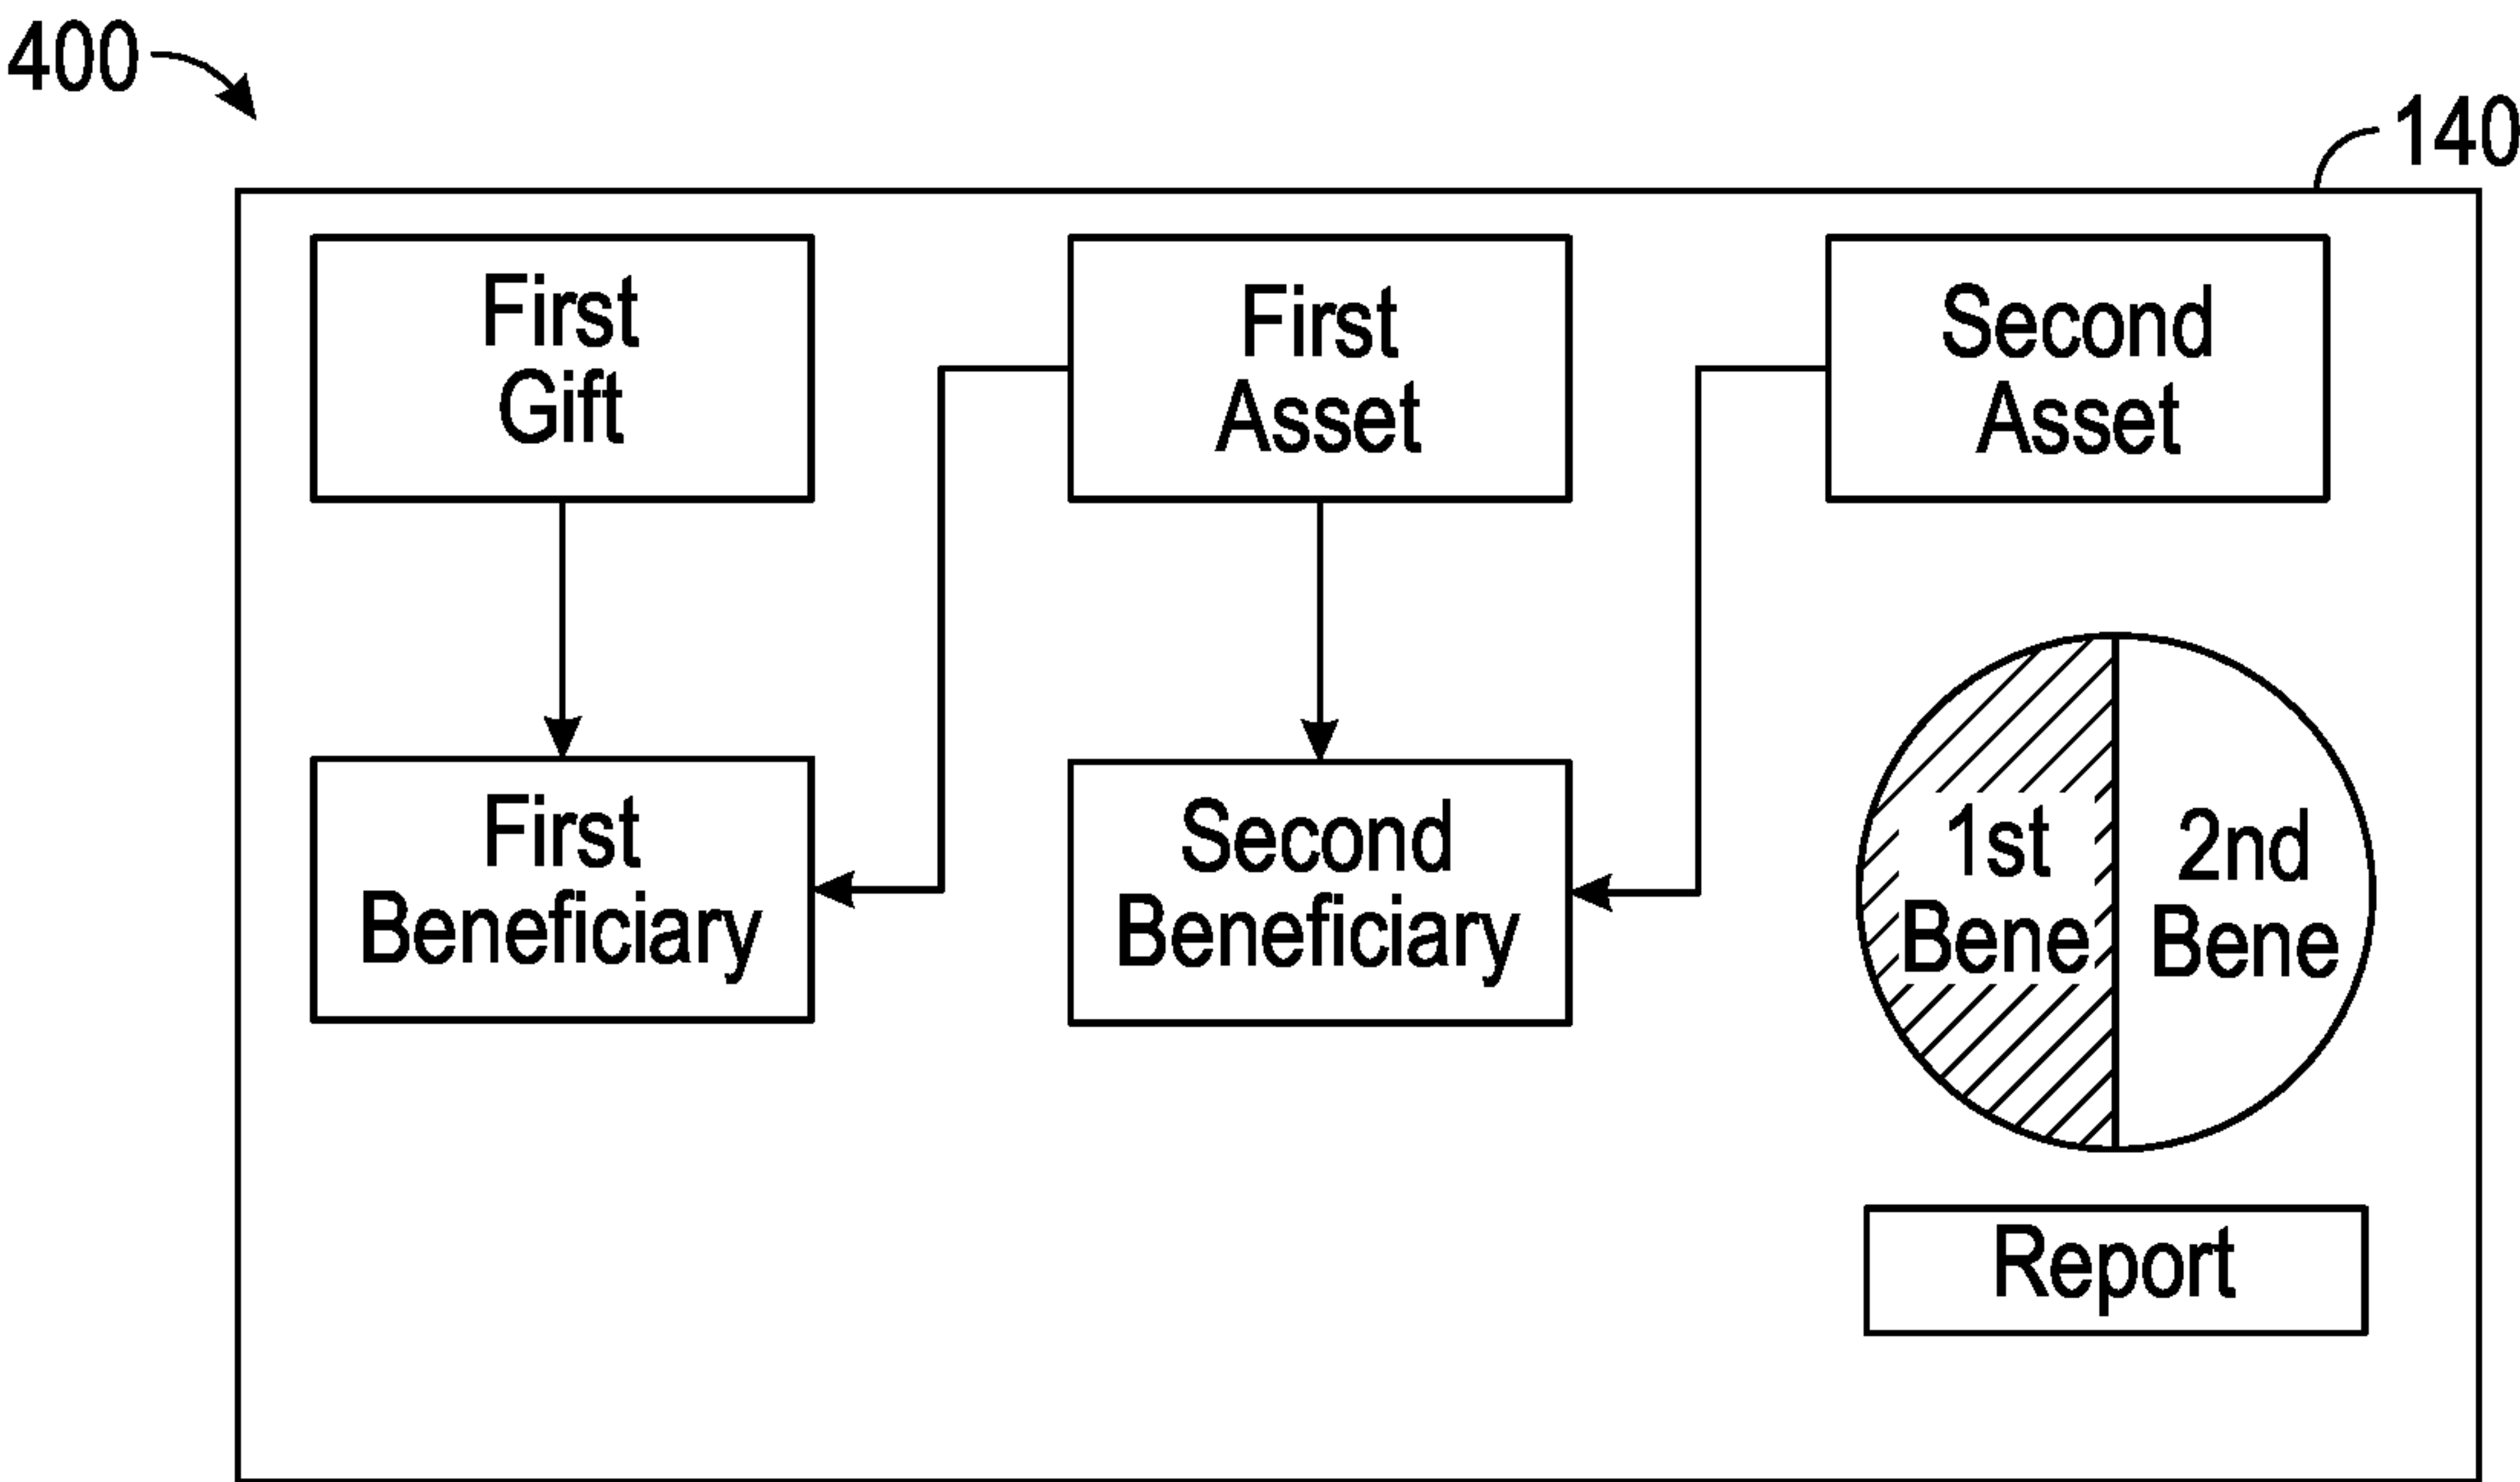 400
140
First
Gift
First
Asset
Second
Asset
First
Beneficiary
Second
Beneficiary
1st
Bene
2nd
Bene
Report